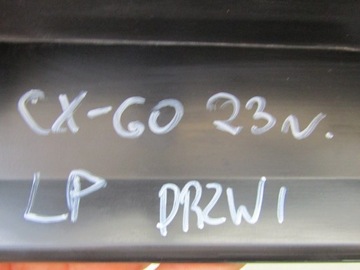 CX-60 23r.
LP DRZWI